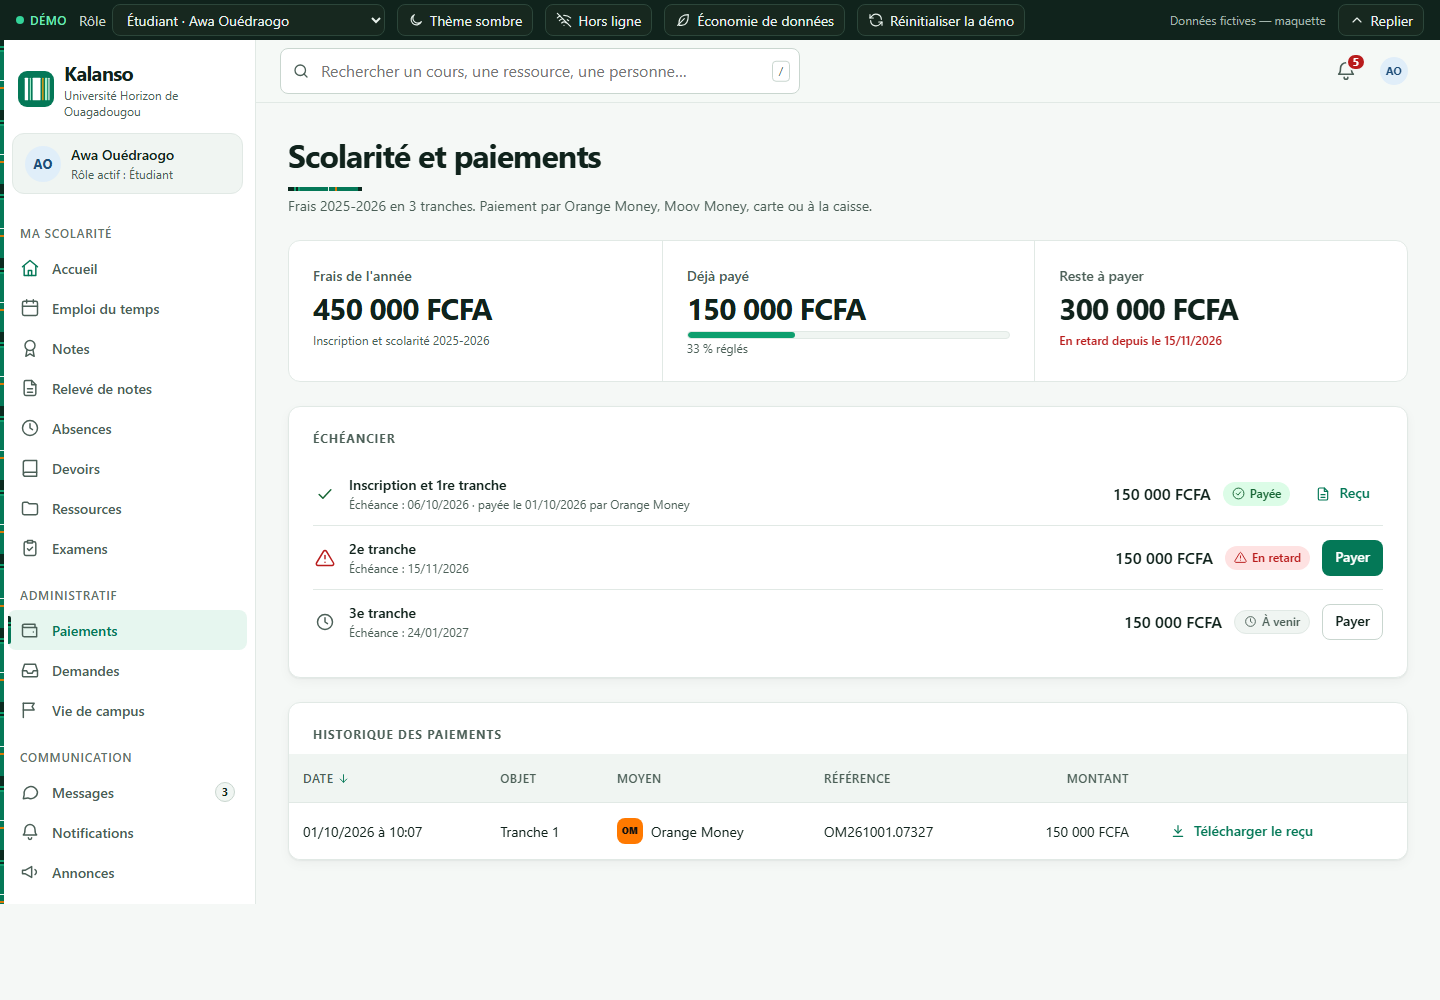 DÉMO Rôle Étudiant · Awa Ouédraogo Thème sombre Hors ligne Économie de données Réinitialiser la démo Données fictives — maquette Replier
Kalanso
Université Horizon de
Ouagadougou
Rechercher un cours, une ressource, une personne... /
5
AO
AO
Awa Ouédraogo
Rôle actif : Étudiant
MA SCOLARITÉ
Accueil
Emploi du temps
Notes
Relevé de notes
Absences
Devoirs
Ressources
Examens
ADMINISTRATIF
Paiements
Demandes
Vie de campus
COMMUNICATION
Messages 3
Notifications
Annonces
Scolarité et paiements
Frais 2025-2026 en 3 tranches. Paiement par Orange Money, Moov Money, carte ou à la caisse.
Frais de l'année
450 000 FCFA
Inscription et scolarité 2025-2026
Déjà payé
150 000 FCFA
33 % réglés
Reste à payer
300 000 FCFA
En retard depuis le 15/11/2026
ÉCHÉANCIER
Inscription et 1re tranche
Échéance : 06/10/2026 · payée le 01/10/2026 par Orange Money
150 000 FCFA Payée Reçu
2e tranche
Échéance : 15/11/2026
150 000 FCFA En retard Payer
3e tranche
Échéance : 24/01/2027
150 000 FCFA À venir Payer
HISTORIQUE DES PAIEMENTS
DATE ↓ OBJET MOYEN RÉFÉRENCE MONTANT
01/10/2026 à 10:07 Tranche 1 OM Orange Money OM261001.07327 150 000 FCFA Télécharger le reçu